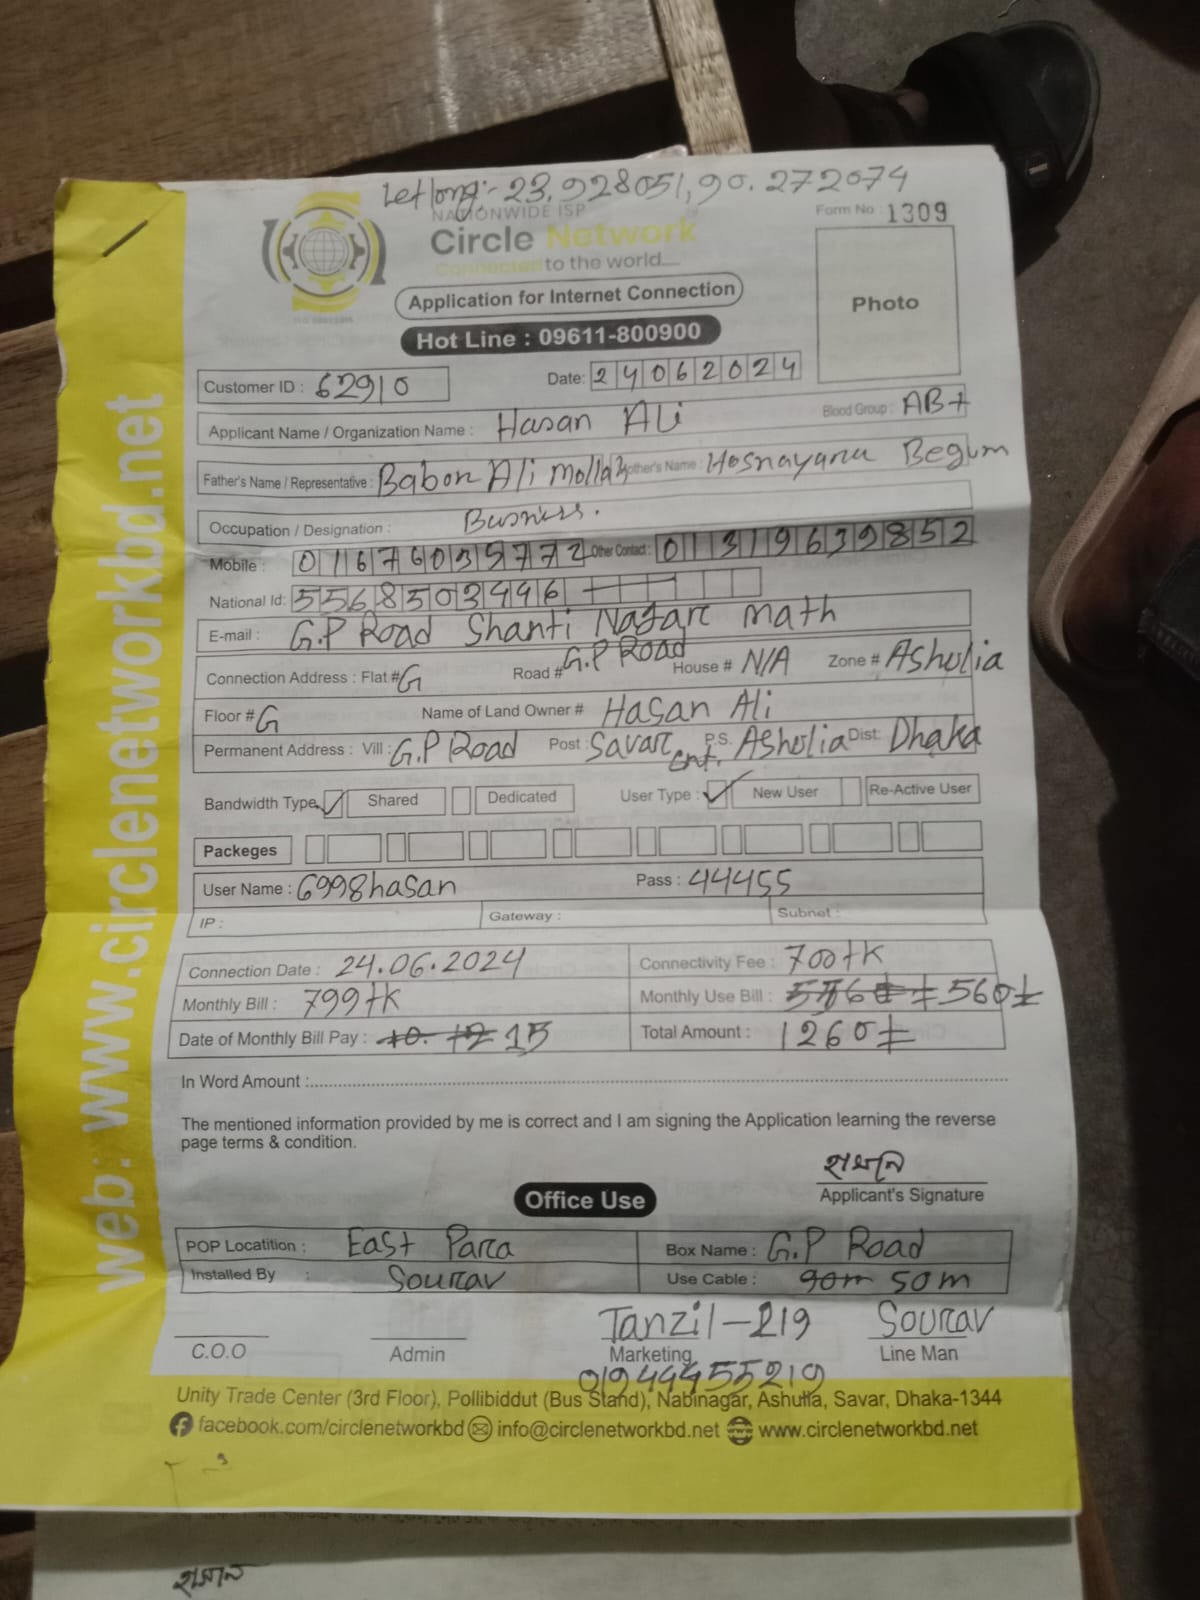 Letlong:- 23.928051, 90.272074
NATIONWIDE ISP
Form No : 1309
Circle Network
Connected to the world....
Application for Internet Connection
Photo
Hot Line : 09611-800900
Customer ID : 62910 Date: 24062024
Applicant Name / Organization Name : Hasan Ali Blood Group : AB+
Father's Name / Representative : Babon Ali Mollah Mother's Name : Hosnayanu Begum
Occupation / Designation : Business.
Mobile : 01676035772 Other Contact : 01319639852
National Id: 5568503496
E-mail : G.P Road Shanti Nagar math
Connection Address : Flat # G Road # G.P Road House # N/A Zone # Ashulia
Floor # G Name of Land Owner # Hasan Ali
Permanent Address : Vill : G.P Road Post : Savar Cnt. P.S. Ashulia Dist: Dhaka
Bandwidth Type ✓ Shared Dedicated User Type : ✓ New User Re-Active User
Packeges
User Name : 6998hasan Pass : 44455
IP : Gateway : Subnet :
Connection Date : 24.06.2024 Connectivity Fee : 700tk
Monthly Bill : 799tk Monthly Use Bill : 560
Date of Monthly Bill Pay : 10. 12 15 Total Amount : 1260
In Word Amount :
The mentioned information provided by me is correct and I am signing the Application learning the reverse
page terms & condition.
হাসান
Applicant's Signature
Office Use
POP Locatition : East Para Box Name : G.P Road
Installed By : Sourav Use Cable : 90m 50m
Tanzil-219 Sourav
C.O.O Admin Marketing Line Man
01944455219
Unity Trade Center (3rd Floor), Pollibiddut (Bus Stand), Nabinagar, Ashulia, Savar, Dhaka-1344
facebook.com/circlenetworkbd info@circlenetworkbd.net www.circlenetworkbd.net
web: www.circlenetworkbd.net
হাসান